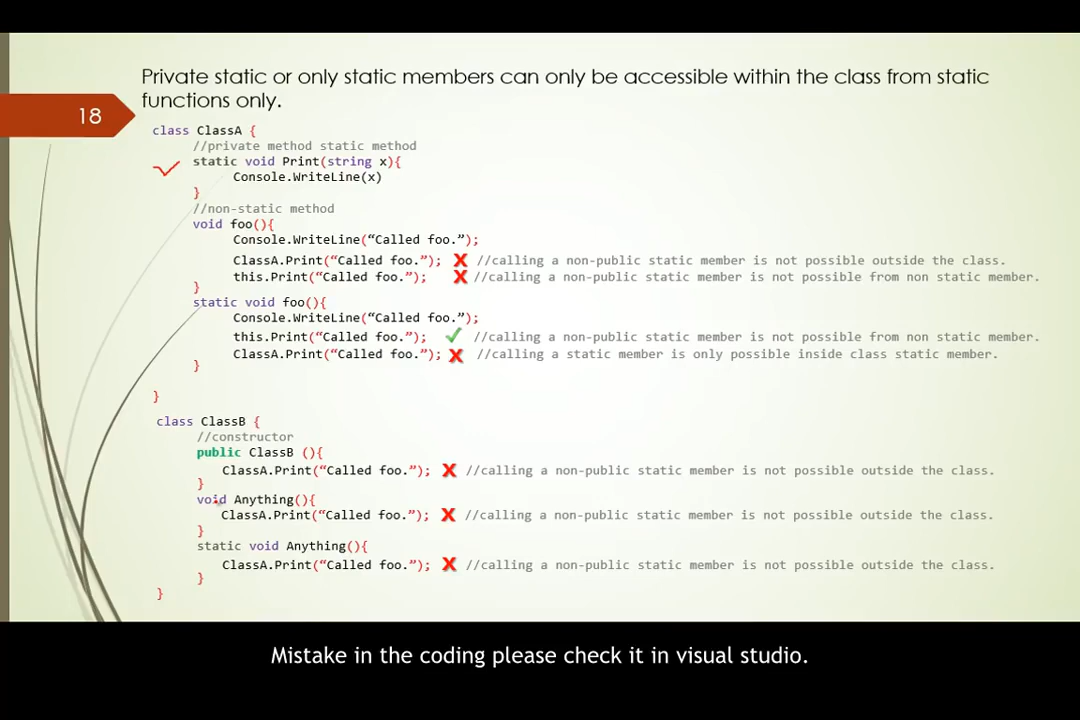 Private static or only static members can only be accessible within the class from static
functions only.
18
class ClassA {
//private method static method
static void Print(string x){
Console.WriteLine(x)
}
//non-static method
void foo(){
Console.WriteLine(“Called foo.”);
ClassA.Print(“Called foo.”); X //calling a non-public static member is not possible outside the class.
this.Print(“Called foo.”); X //calling a non-public static member is not possible from non static member.
}
static void foo(){
Console.WriteLine(“Called foo.”);
this.Print(“Called foo.”); ✓ //calling a non-public static member is not possible from non static member.
ClassA.Print(“Called foo.”); X //calling a static member is only possible inside class static member.
}
}
class ClassB {
//constructor
public ClassB (){
ClassA.Print(“Called foo.”); X //calling a non-public static member is not possible outside the class.
}
void Anything(){
ClassA.Print(“Called foo.”); X //calling a non-public static member is not possible outside the class.
}
static void Anything(){
ClassA.Print(“Called foo.”); X //calling a non-public static member is not possible outside the class.
}
}
Mistake in the coding please check it in visual studio.